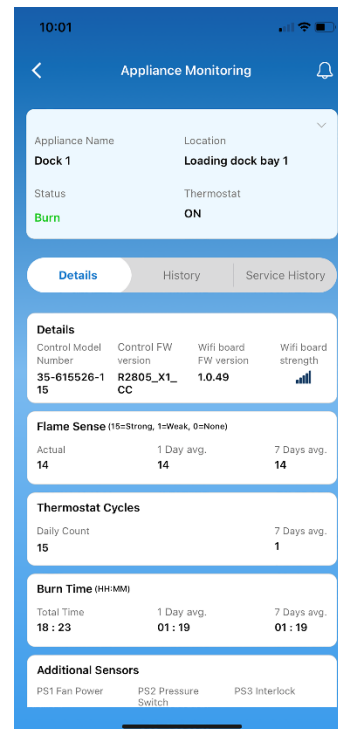 10:01
Appliance Monitoring
Appliance Name Location
Dock 1 Loading dock bay 1
Status Thermostat
Burn ON
Details History Service History
Details
Control Model Control FW Wifi board Wifi board
Number version FW version strength
35-615526-1 R2805_X1_ 1.0.49
15 CC
Flame Sense (15=Strong, 1=Weak, 0=None)
Actual 1 Day avg. 7 Days avg.
14 14 14
Thermostat Cycles
Daily Count 7 Days avg.
15 1
Burn Time (HH:MM)
Total Time 1 Day avg. 7 Days avg.
18 : 23 01 : 19 01 : 19
Additional Sensors
PS1 Fan Power PS2 Pressure PS3 Interlock
Switch